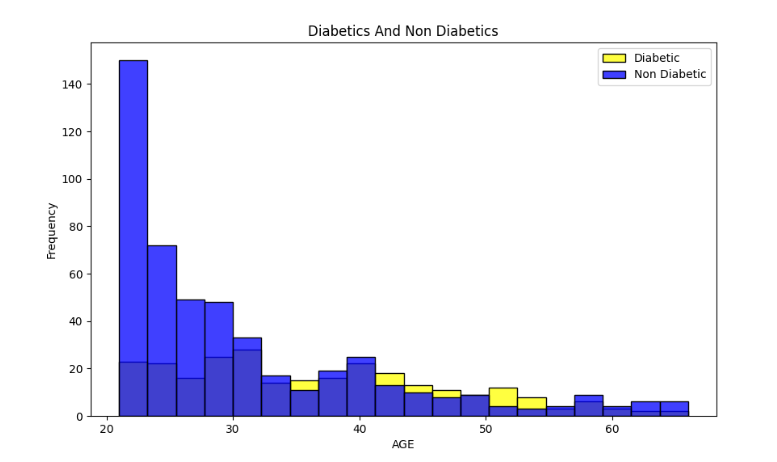 Diabetics And Non Diabetics
Diabetic
Non Diabetic
140
120
100
80
60
40
20
0
Frequency
20 30 40 50 60
AGE